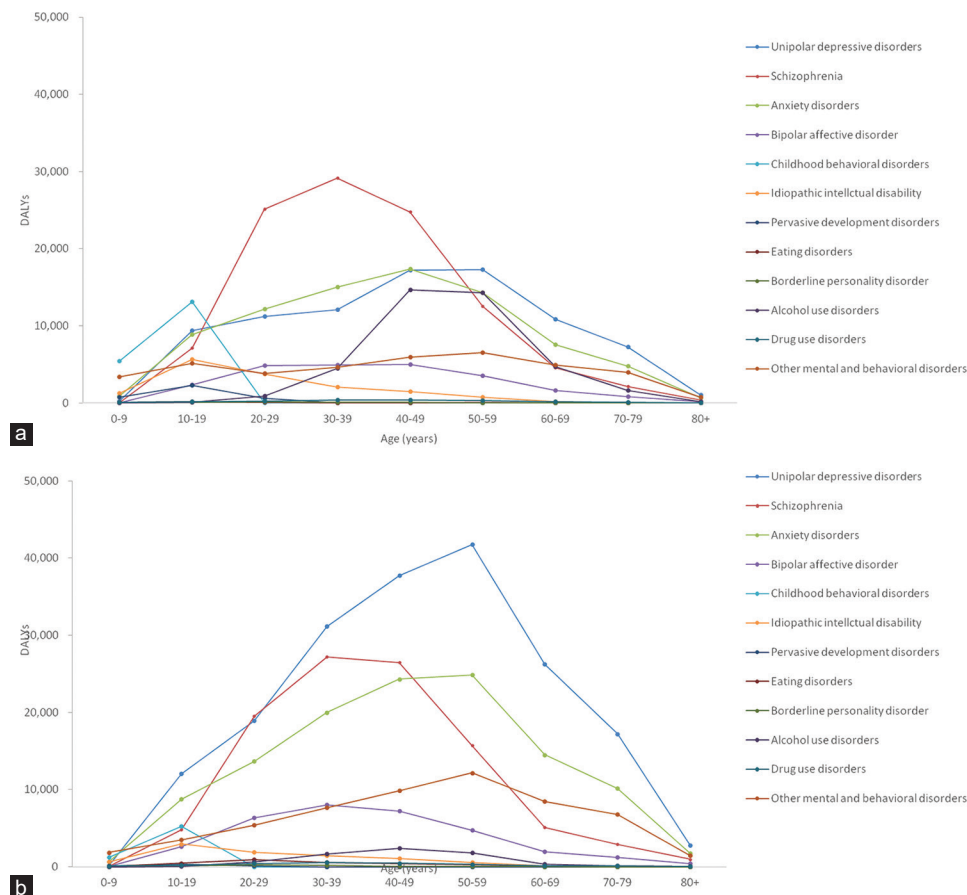 50,000
40,000
30,000
20,000
10,000
0
DALYs
0-9 10-19 20-29 30-39 40-49 50-59 60-69 70-79 80+
Age (years)
Unipolar depressive disorders
Schizophrenia
Anxiety disorders
Bipolar affective disorder
Childhood behavioral disorders
Idiopathic intellctual disability
Pervasive development disorders
Eating disorders
Borderline personality disorder
Alcohol use disorders
Drug use disorders
Other mental and behavioral disorders
a
50,000
40,000
30,000
20,000
10,000
0
DALYs
0-9 10-19 20-29 30-39 40-49 50-59 60-69 70-79 80+
Age (years)
Unipolar depressive disorders
Schizophrenia
Anxiety disorders
Bipolar affective disorder
Childhood behavioral disorders
Idiopathic intellctual disability
Pervasive development disorders
Eating disorders
Borderline personality disorder
Alcohol use disorders
Drug use disorders
Other mental and behavioral disorders
b